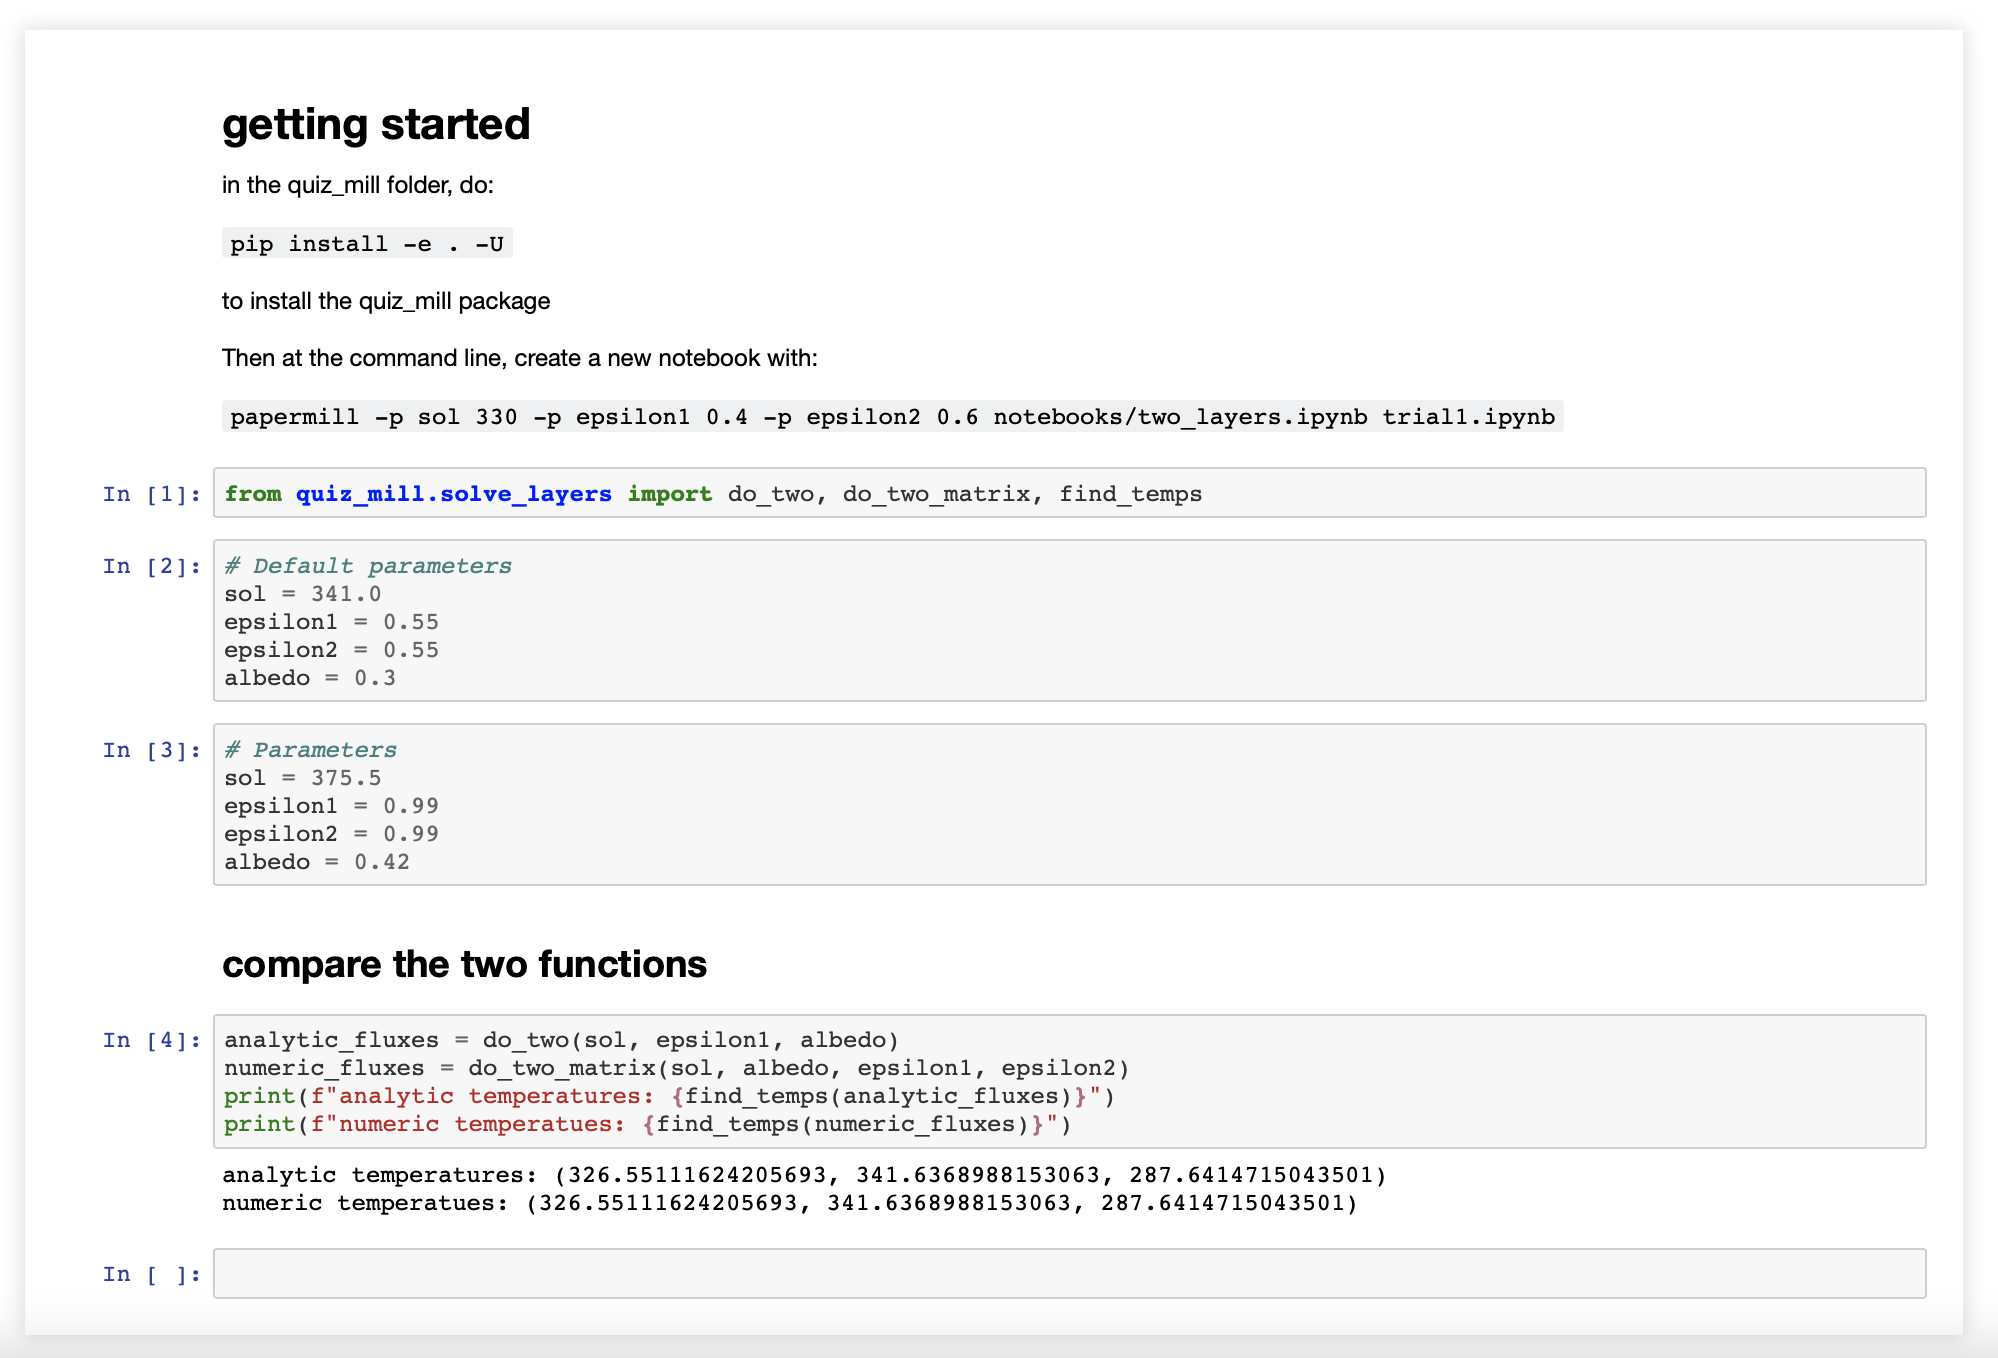 getting started
in the quiz_mill folder, do:
pip install -e . -U
to install the quiz_mill package
Then at the command line, create a new notebook with:
papermill -p sol 330 -p epsilon1 0.4 -p epsilon2 0.6 notebooks/two_layers.ipynb trial1.ipynb
In [1]: from quiz_mill.solve_layers import do_two, do_two_matrix, find_temps
In [2]: # Default parameters
sol = 341.0
epsilon1 = 0.55
epsilon2 = 0.55
albedo = 0.3
In [3]: # Parameters
sol = 375.5
epsilon1 = 0.99
epsilon2 = 0.99
albedo = 0.42
compare the two functions
In [4]: analytic_fluxes = do_two(sol, epsilon1, albedo)
numeric_fluxes = do_two_matrix(sol, albedo, epsilon1, epsilon2)
print(f"analytic temperatures: {find_temps(analytic_fluxes)}")
print(f"numeric temperatues: {find_temps(numeric_fluxes)}")
analytic temperatures: (326.55111624205693, 341.6368988153063, 287.6414715043501)
numeric temperatues: (326.55111624205693, 341.6368988153063, 287.6414715043501)
In [ ]: